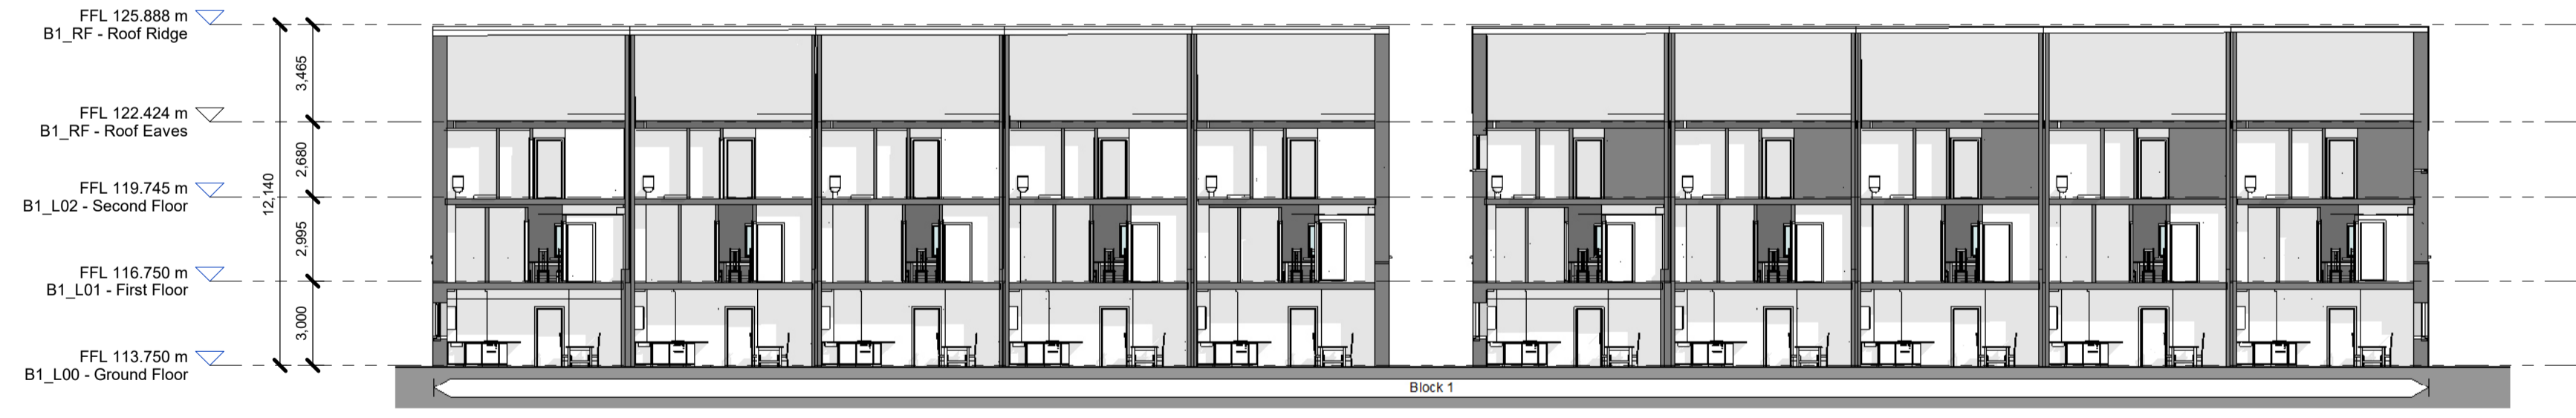 FFL 125.888 m
B1_RF - Roof Ridge
3,465
FFL 122.424 m
B1_RF - Roof Eaves
2,680
12,140
FFL 119.745 m
B1_L02 - Second Floor
2,995
FFL 116.750 m
B1_L01 - First Floor
3,000
FFL 113.750 m
B1_L00 - Ground Floor
Block 1